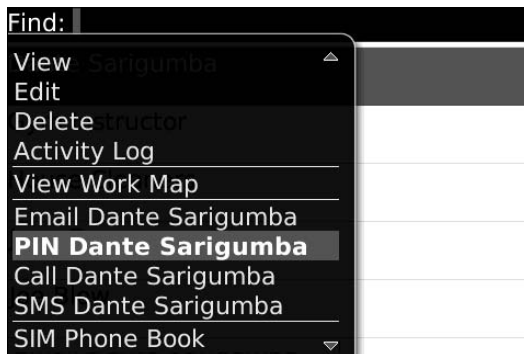 Find:
View
Edit
Delete
Activity Log
View Work Map
Email Dante Sarigumba
PIN Dante Sarigumba
Call Dante Sarigumba
SMS Dante Sarigumba
SIM Phone Book